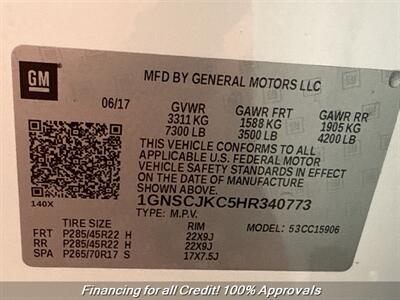 GM
MFD BY GENERAL MOTORS LLC
06/17 GVWR GAWR FRT GAWR RR
3311 KG 1588 KG 1905 KG
7300 LB 3500 LB 4200 LB
THIS VEHICLE CONFORMS TO ALL
APPLICABLE U.S. FEDERAL MOTOR
VEHICLE SAFETY STANDARDS IN
EFFECT ON THE DATE OF
MANUFACTURE SHOWN ABOVE.
140X 1GNSCJKC5HR340773
TYPE: M.P.V. MODEL: 53CC15906
TIRE SIZE RIM
FRT P285/45R22 H 22X9J
RR P285/45R22 H 22X9J
SPA P265/70R17 S 17X7.5J
Financing for all Credit! 100% Approvals